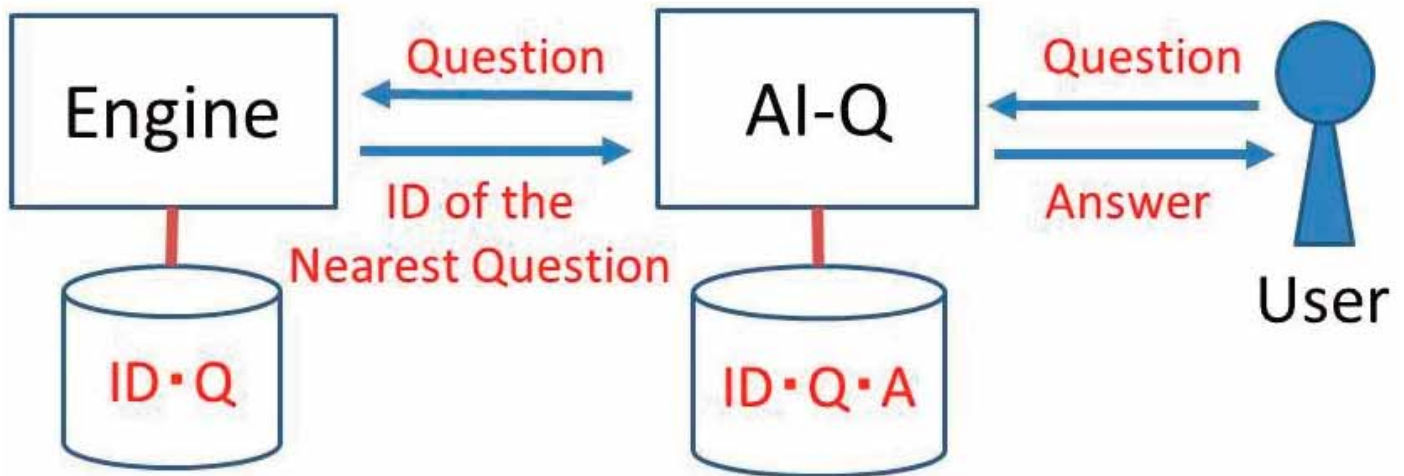 Question
Question
Engine
AI-Q
ID of the
Nearest Question
Answer
User
ID・Q
ID・Q・A